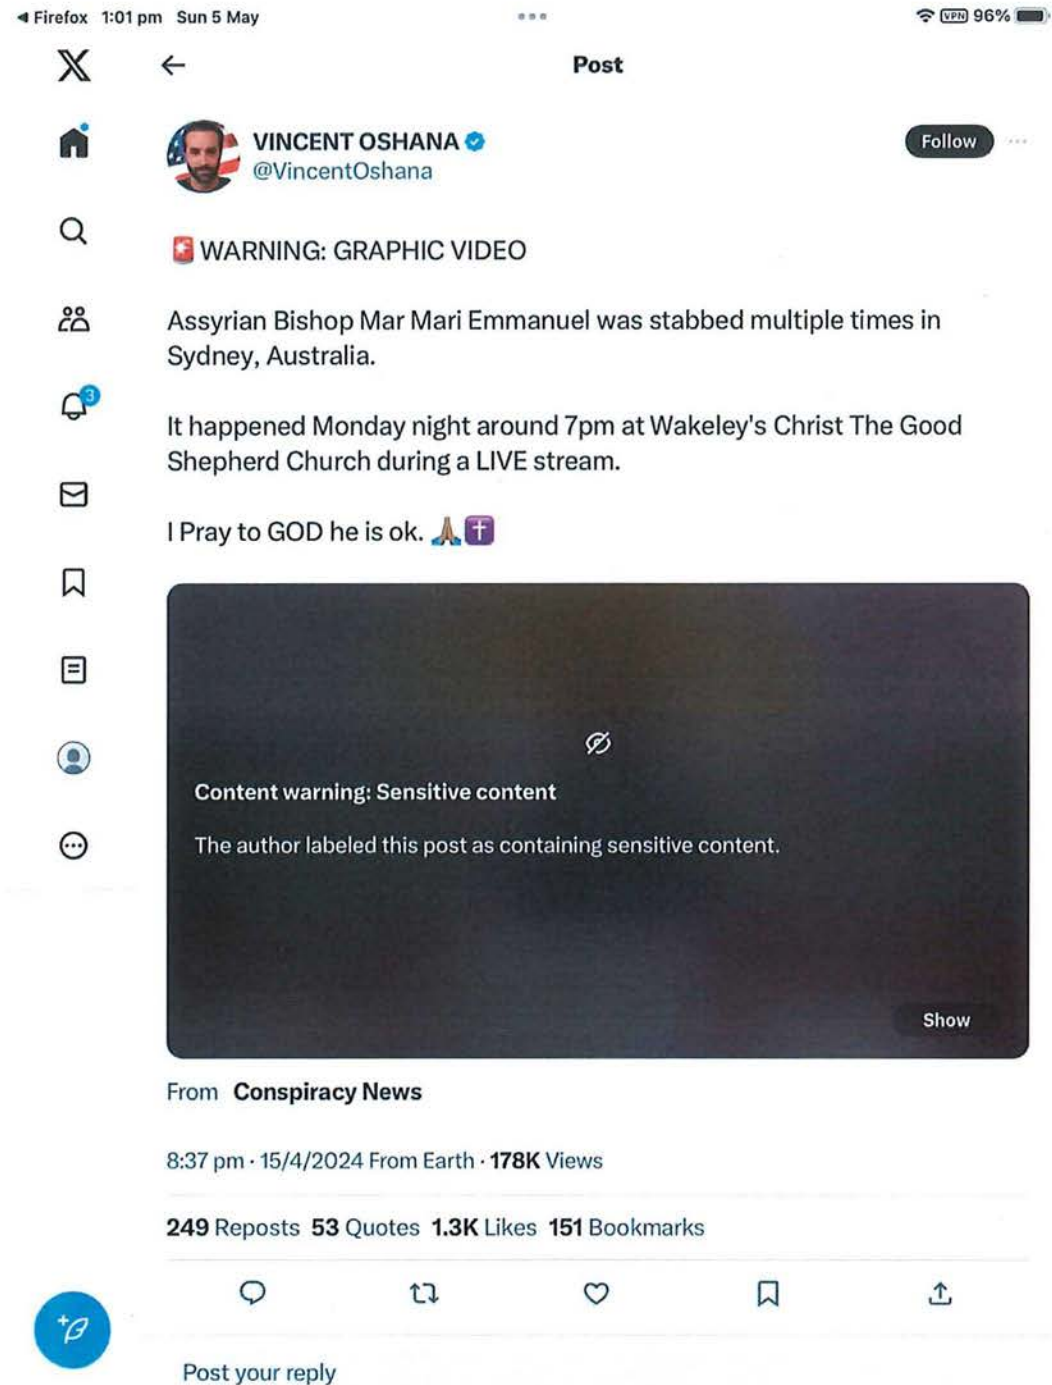 Firefox 1:01 pm Sun 5 May
VPN 96%
Post
VINCENT OSHANA
@VincentOshana
Follow
WARNING: GRAPHIC VIDEO
Assyrian Bishop Mar Mari Emmanuel was stabbed multiple times in
Sydney, Australia.
It happened Monday night around 7pm at Wakeley's Christ The Good
Shepherd Church during a LIVE stream.
I Pray to GOD he is ok.
3
Content warning: Sensitive content
The author labeled this post as containing sensitive content.
Show
From Conspiracy News
8:37 pm · 15/4/2024 From Earth · 178K Views
249 Reposts 53 Quotes 1.3K Likes 151 Bookmarks
Post your reply